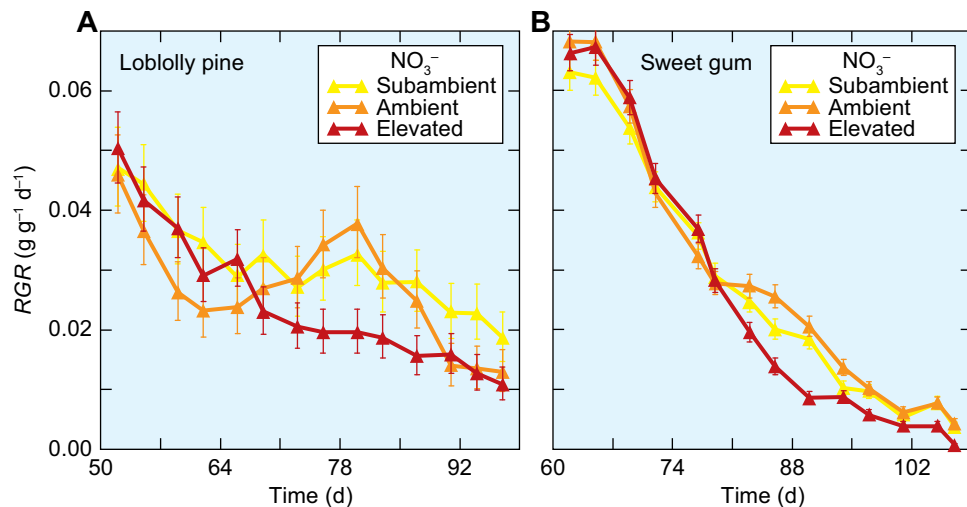 A
Loblolly pine
NO₃⁻
Subambient
Ambient
Elevated
RGR (g g⁻¹ d⁻¹)
0.06
0.04
0.02
0.00
50 64 78 92
Time (d)
B
Sweet gum
NO₃⁻
Subambient
Ambient
Elevated
60 74 88 102
Time (d)